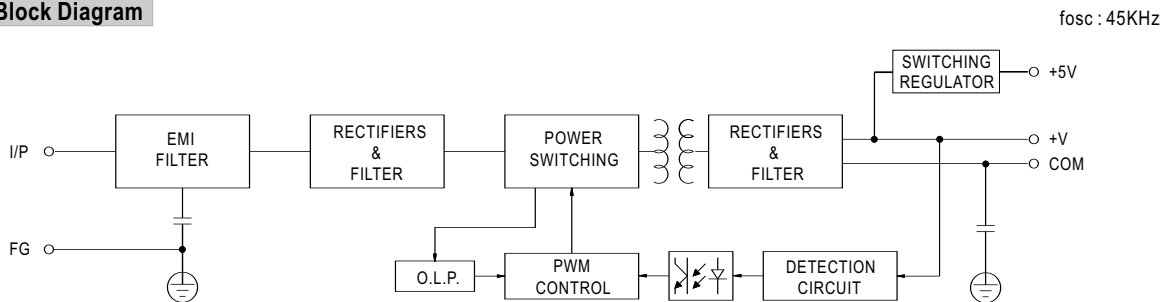 Block Diagram
fosc : 45KHz
SWITCHING
REGULATOR
+5V
I/P
EMI
FILTER
RECTIFIERS
&
FILTER
POWER
SWITCHING
RECTIFIERS
&
FILTER
+V
COM
FG
O.L.P.
PWM
CONTROL
DETECTION
CIRCUIT